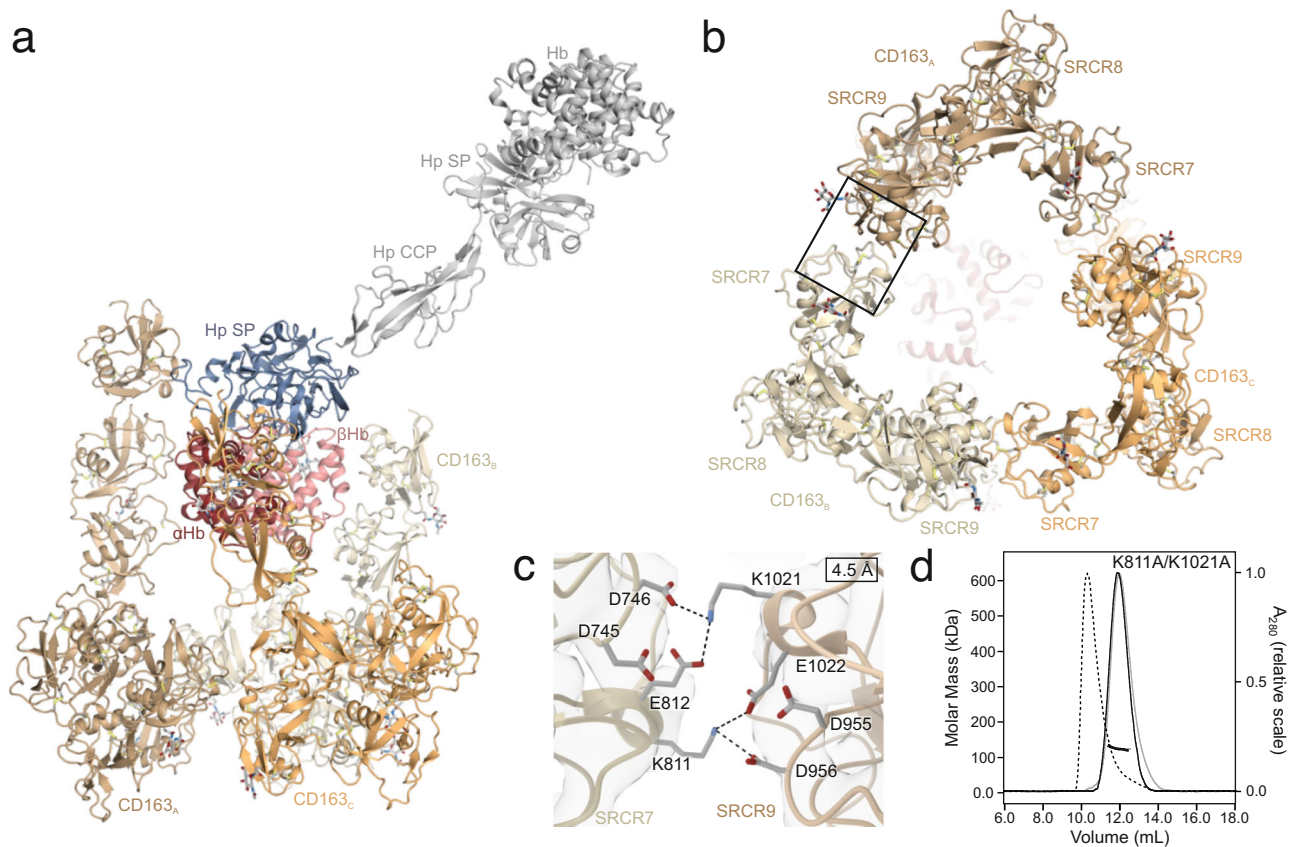 a
Hb
Hp SP
Hp CCP
Hp SP
βHb
CD163B
αHb
CD163A
CD163C
b
CD163A
SRCR8
SRCR9
SRCR7
SRCR7
SRCR9
CD163C
SRCR8
SRCR8
CD163B
SRCR9
SRCR7
c
4.5 Å
K1021
D746
D745
E1022
E812
D955
K811
D956
SRCR7
SRCR9
d
K811A/K1021A
600
500
400
300
200
100
0.0
Molar Mass (kDa)
1.0
0.5
0.0
A280 (relative scale)
6.0 8.0 10.0 12.0 14.0 16.0 18.0
Volume (mL)